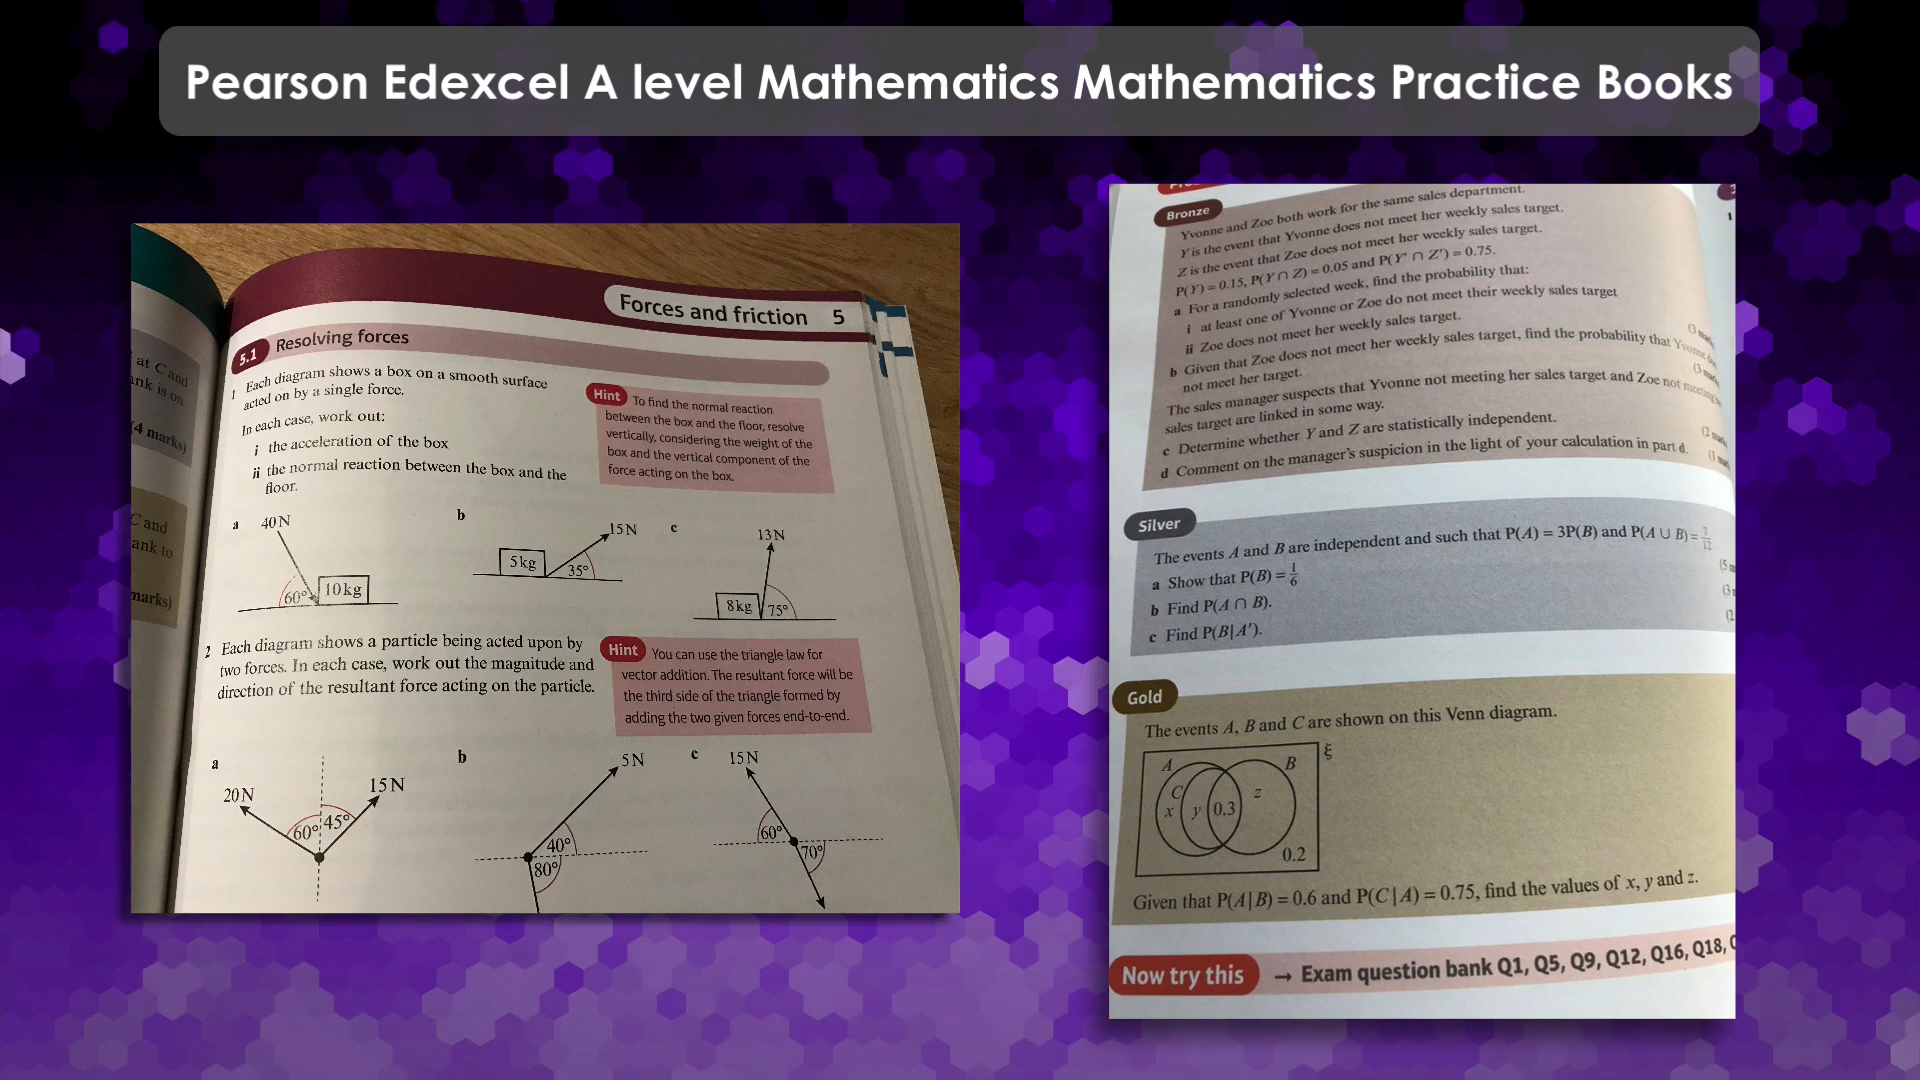 Pearson Edexcel A level Mathematics Mathematics Practice Books
at C and
ank is on
(4 marks)
C and
ank to
marks)
Forces and friction 5
5.1 Resolving forces
1 Each diagram shows a box on a smooth surface
acted on by a single force.
In each case, work out:
i the acceleration of the box
ii the normal reaction between the box and the
floor.
Hint To find the normal reaction
between the box and the floor, resolve
vertically, considering the weight of the
box and the vertical component of the
force acting on the box.
a 40 N
60° 10 kg
b 15 N
5 kg 35°
c 13 N
8 kg 75°
2 Each diagram shows a particle being acted upon by
two forces. In each case, work out the magnitude and
direction of the resultant force acting on the particle.
Hint You can use the triangle law for
vector addition. The resultant force will be
the third side of the triangle formed by
adding the two given forces end-to-end.
a
20 N 15 N
60° 45°
b 5 N
40°
80°
c 15 N
60°
70°
Bronze
Yvonne and Zoe both work for the same sales department.
Y is the event that Yvonne does not meet her weekly sales target.
Z is the event that Zoe does not meet her weekly sales target.
P(Y) = 0.15, P(Y ∩ Z) = 0.05 and P(Y′ ∩ Z′) = 0.75.
a For a randomly selected week, find the probability that:
i at least one of Yvonne or Zoe do not meet their weekly sales target
ii Zoe does not meet her weekly sales target.
b Given that Zoe does not meet her weekly sales target, find the probability that Yvonne
not meet her target.
The sales manager suspects that Yvonne not meeting her sales target and Zoe not meeting
sales target are linked in some way.
c Determine whether Y and Z are statistically independent.
d Comment on the manager's suspicion in the light of your calculation in part d.
Silver
The events A and B are independent and such that P(A) = 3P(B) and P(A ∪ B) = 7/12
a Show that P(B) = 1/6
b Find P(A ∩ B).
c Find P(B|A′).
Gold
The events A, B and C are shown on this Venn diagram.
A B ξ
C
x y 0.3 z
0.2
Given that P(A|B) = 0.6 and P(C|A) = 0.75, find the values of x, y and z.
Now try this → Exam question bank Q1, Q5, Q9, Q12, Q16, Q18,